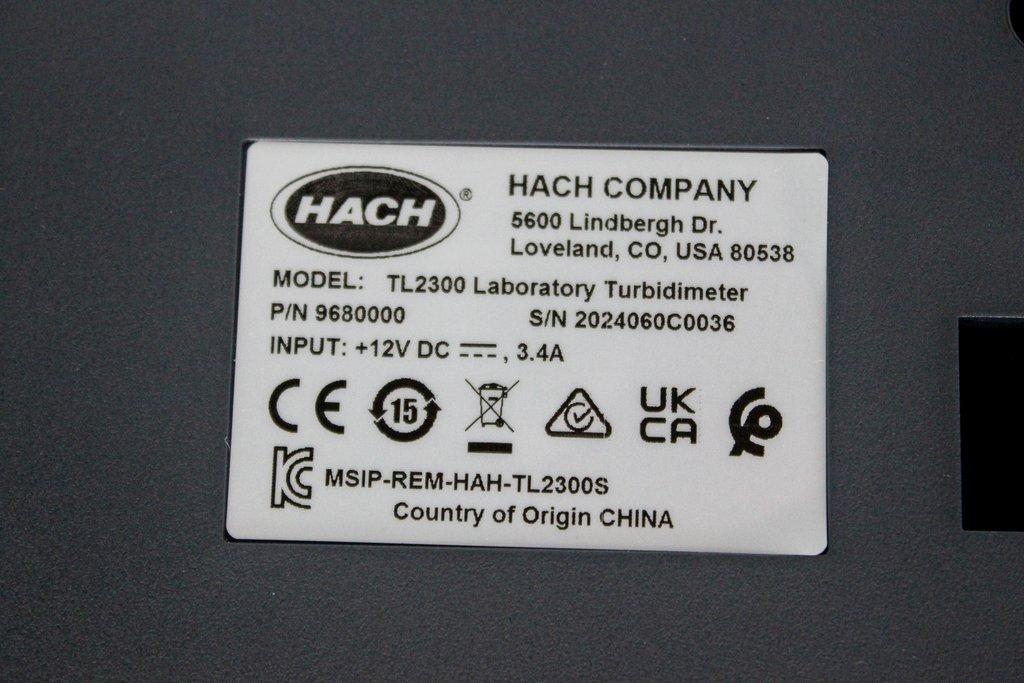 HACH ®
HACH COMPANY
5600 Lindbergh Dr.
Loveland, CO, USA 80538
MODEL: TL2300 Laboratory Turbidimeter
P/N 9680000 S/N 2024060C0036
INPUT: +12V DC ⎓, 3.4A
CE 15 UK
CA
KC MSIP-REM-HAH-TL2300S
Country of Origin CHINA